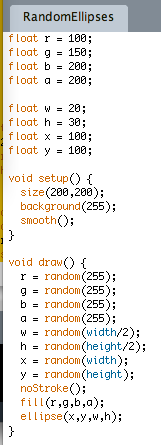 RandomEllipses
float r = 100;
float g = 150;
float b = 200;
float a = 200;
float w = 20;
float h = 30;
float x = 100;
float y = 100;
void setup() {
  size(200,200);
  background(255);
  smooth();
}
void draw() {
  r = random(255);
  g = random(255);
  b = random(255);
  a = random(255);
  w = random(width/2);
  h = random(height/2);
  x = random(width);
  y = random(height);
  noStroke();
  fill(r,g,b,a);
  ellipse(x,y,w,h);
}